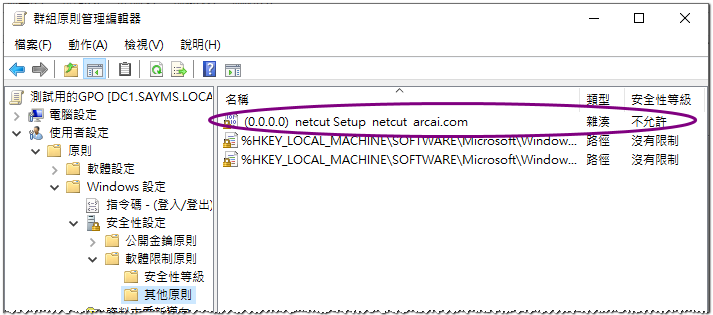 群組原則管理編輯器
檔案(F) 動作(A) 檢視(V) 說明(H)
測試用的GPO [DC1.SAYMS.LOCA
電腦設定
使用者設定
原則
軟體設定
Windows 設定
指令碼 - (登入/登出)
安全性設定
公開金鑰原則
軟體限制原則
安全性等級
其他原則
名稱 類型 安全性等級
(0.0.0.0) netcut Setup netcut arcai.com 雜湊 不允許
%HKEY_LOCAL_MACHINE\SOFTWARE\Microsoft\Window... 路徑 沒有限制
%HKEY_LOCAL_MACHINE\SOFTWARE\Microsoft\Window... 路徑 沒有限制